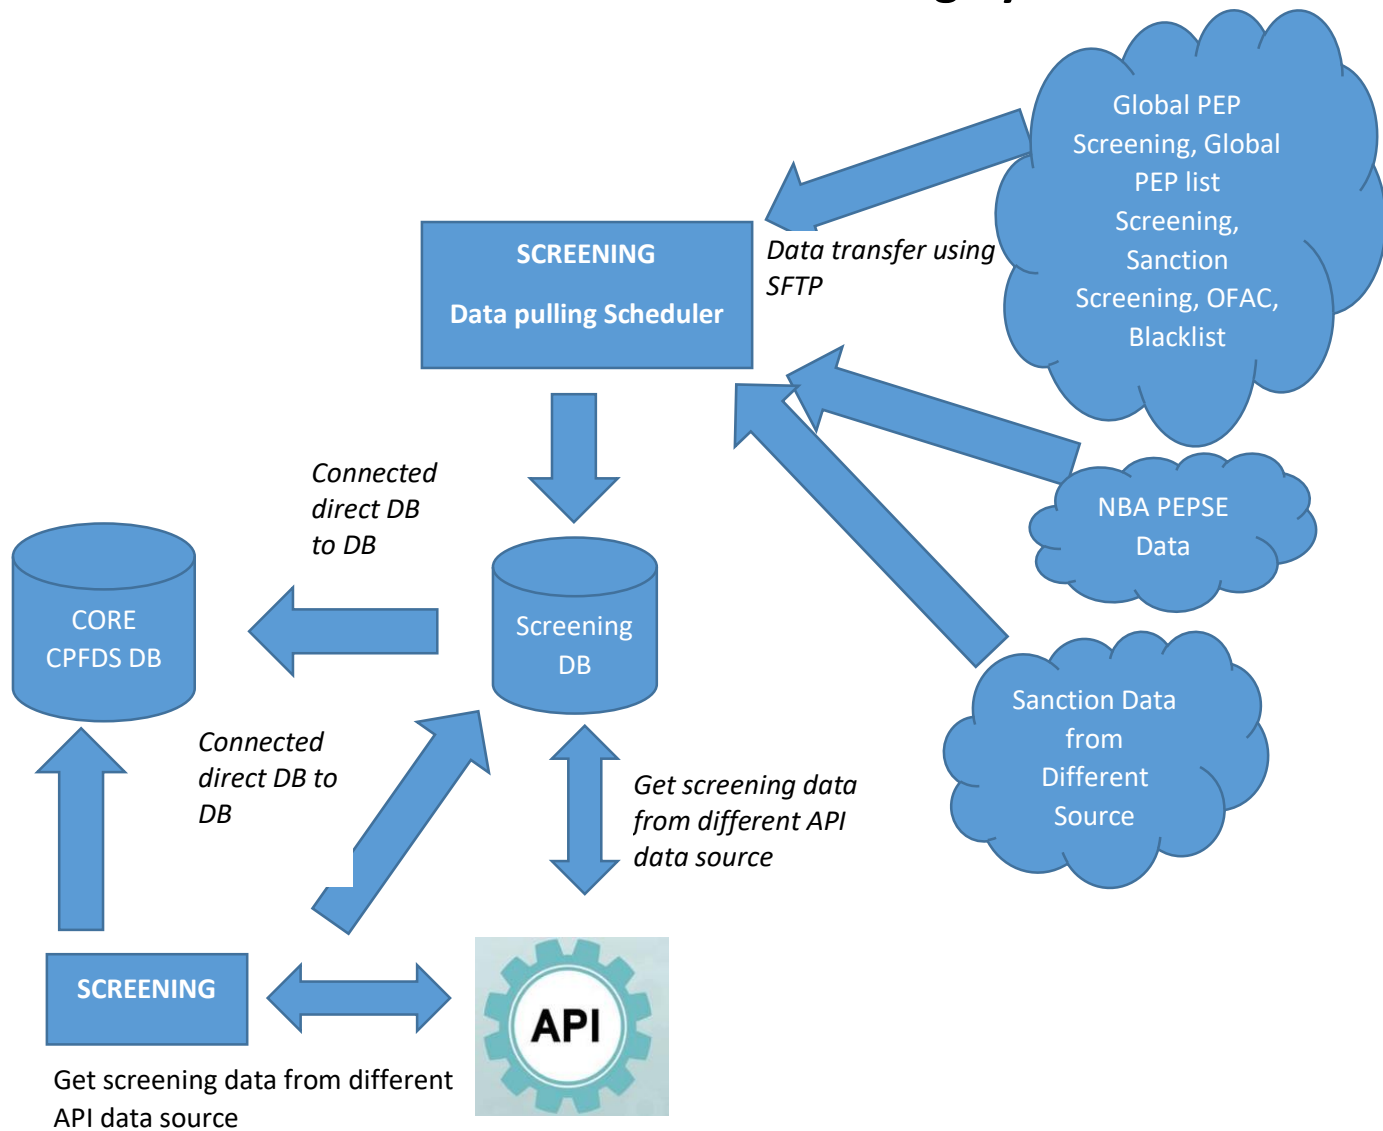 Global PEP
Screening, Global
PEP list
Screening,
Sanction
Screening, OFAC,
Blacklist
SCREENING
Data pulling Scheduler
Data transfer using
SFTP
Connected
direct DB
to DB
NBA PEPSE
Data
CORE
CPFDS DB
Screening
DB
Sanction Data
from
Different
Source
Connected
direct DB to
DB
Get screening data
from different API
data source
SCREENING
API
Get screening data from different
API data source